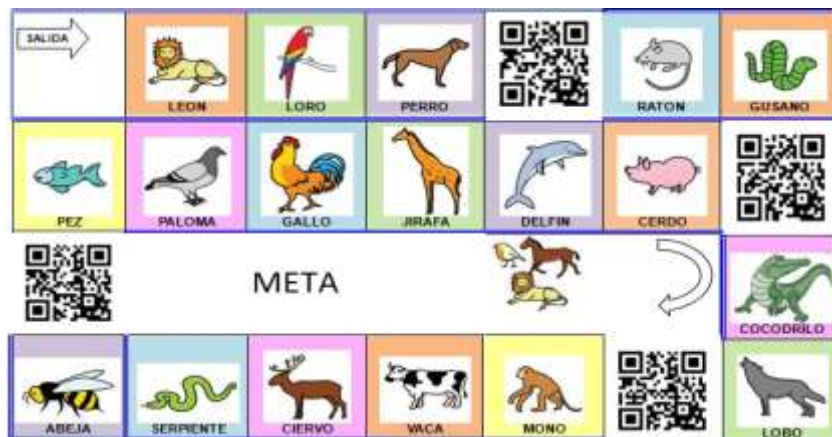 SALIDA
LEON LORO PERRO RATON GUSANO
PEZ PALOMA GALLO JIRAFA DELFIN CERDO
META
COCODRILO
ABEJA SERPIENTE CIERVO VACA MONO LOBO